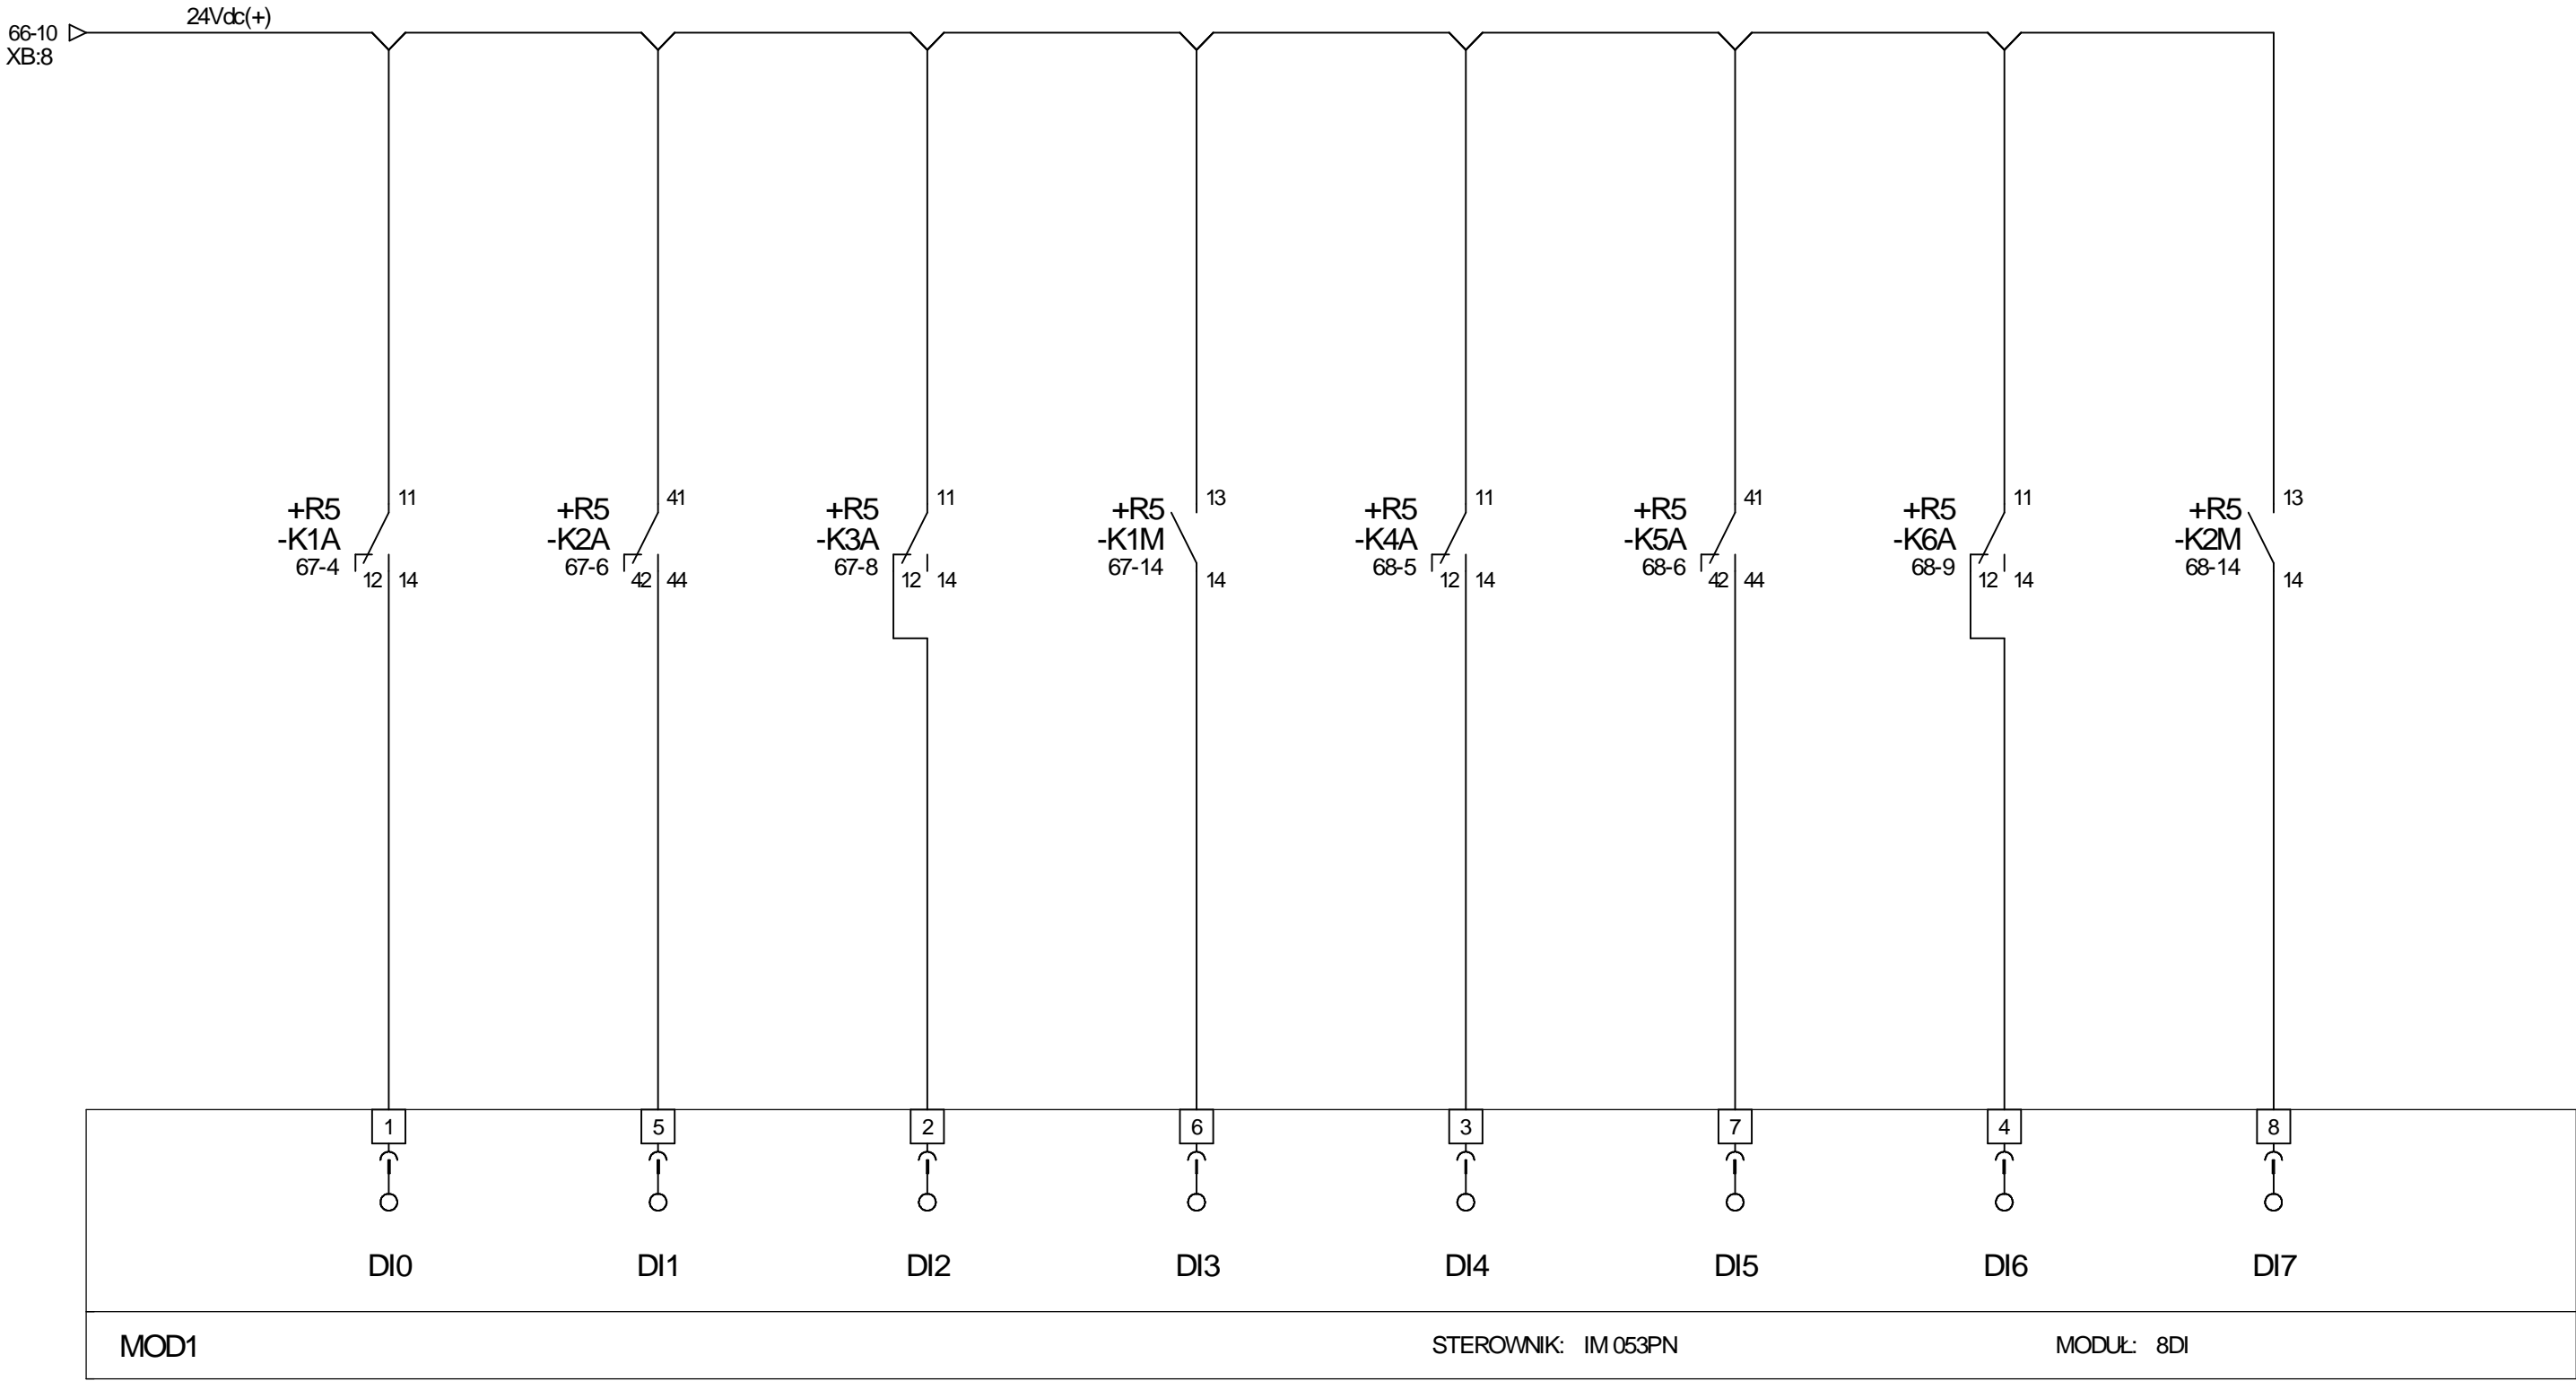 24Vdc(+)
66-10
XB:8
+R5
-K1A
67-4
11
12
14
+R5
-K2A
67-6
41
42
44
+R5
-K3A
67-8
11
12
14
+R5
-K1M
67-14
13
14
+R5
-K4A
68-5
11
12
14
+R5
-K5A
68-6
41
42
44
+R5
-K6A
68-9
11
12
14
+R5
-K2M
68-14
13
14
1
5
2
6
3
7
4
8
DI0
DI1
DI2
DI3
DI4
DI5
DI6
DI7
MOD1
STEROWNIK: IM 053PN
MODUŁ: 8DI